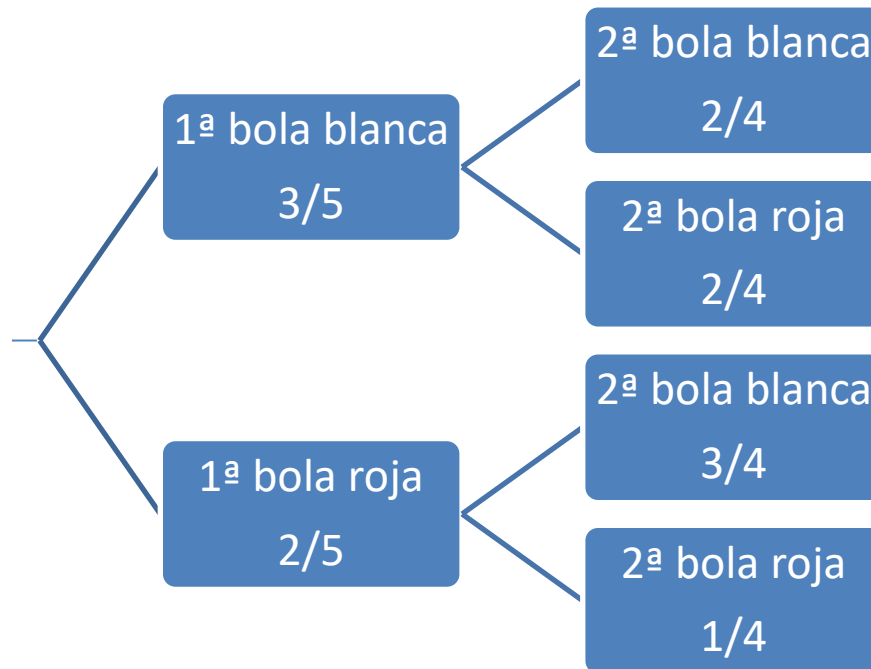 1ª bola blanca
3/5
2ª bola blanca
2/4
2ª bola roja
2/4
1ª bola roja
2/5
2ª bola blanca
3/4
2ª bola roja
1/4